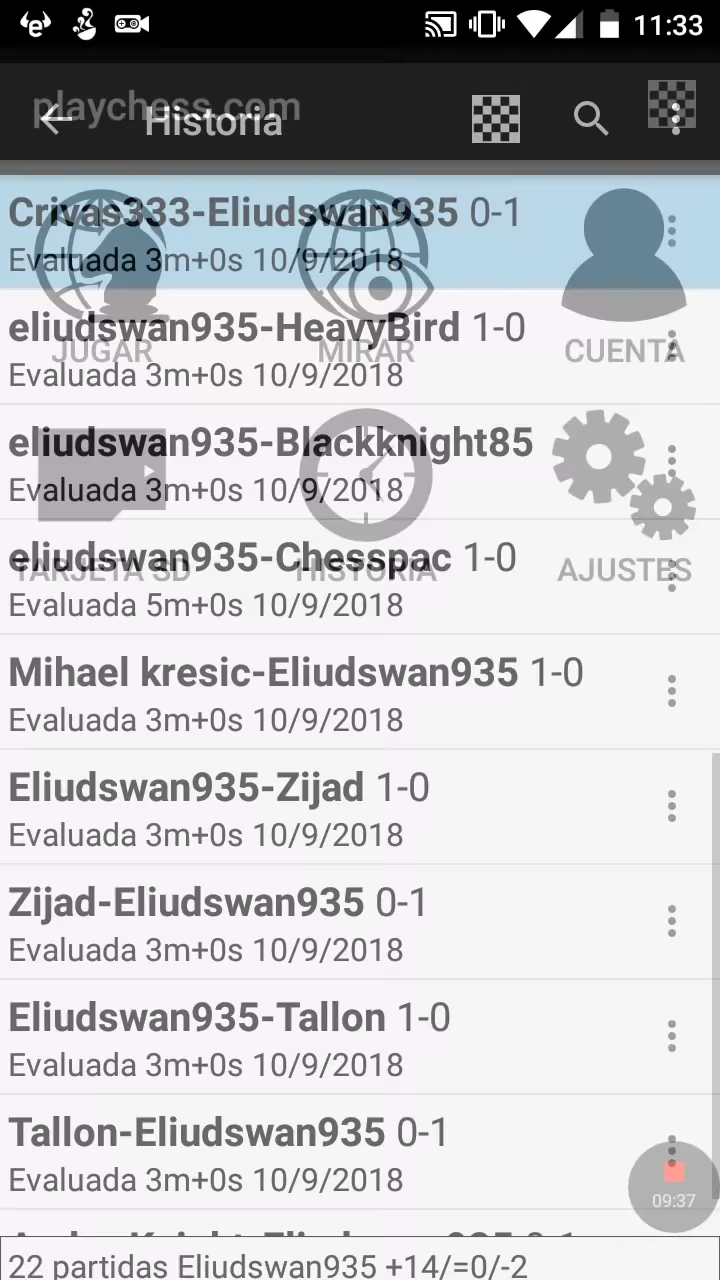 11:33
playchess.com
Historia
Crivas333-Eliudswan935 0-1
Evaluada 3m+0s 10/9/2018
eliudswan935-HeavyBird 1-0
JUGAR MIRAR CUENTA
Evaluada 3m+0s 10/9/2018
eliudswan935-Blackknight85
Evaluada 3m+0s 10/9/2018
eliudswan935-Chesspac 1-0
TARJETA SD HISTORIA AJUSTES
Evaluada 5m+0s 10/9/2018
Mihael kresic-Eliudswan935 1-0
Evaluada 3m+0s 10/9/2018
Eliudswan935-Zijad 1-0
Evaluada 3m+0s 10/9/2018
Zijad-Eliudswan935 0-1
Evaluada 3m+0s 10/9/2018
Eliudswan935-Tallon 1-0
Evaluada 3m+0s 10/9/2018
Tallon-Eliudswan935 0-1
Evaluada 3m+0s 10/9/2018
09:37
22 partidas Eliudswan935 +14/=0/-2